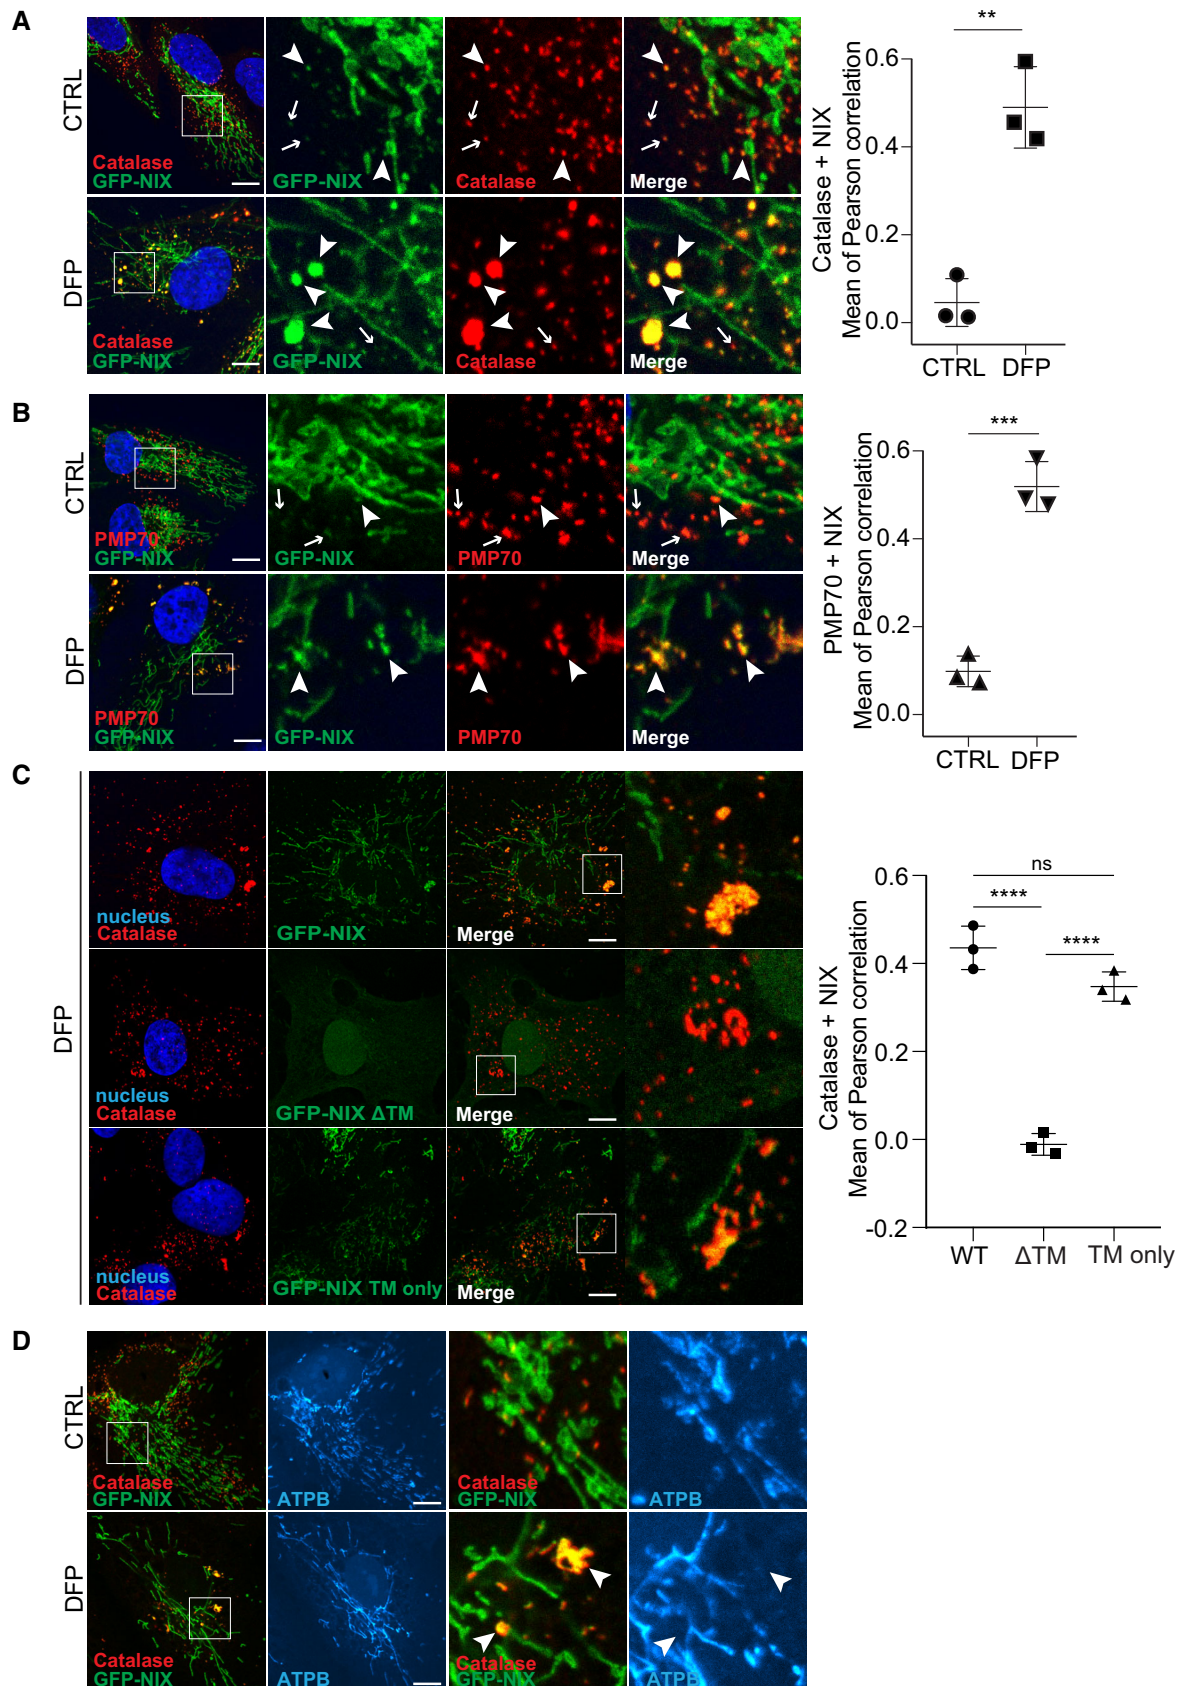 A
CTRL
Catalase
GFP-NIX
GFP-NIX
Catalase
Merge
DFP
Catalase
GFP-NIX
GFP-NIX
Catalase
Merge
**
Catalase + NIX
Mean of Pearson correlation
0.6
0.4
0.2
0.0
CTRL DFP
B
CTRL
PMP70
GFP-NIX
GFP-NIX
PMP70
Merge
DFP
PMP70
GFP-NIX
GFP-NIX
PMP70
Merge
***
PMP70 + NIX
Mean of Pearson correlation
0.6
0.4
0.2
0.0
CTRL DFP
C
DFP
nucleus
Catalase
GFP-NIX
Merge
nucleus
Catalase
GFP-NIX ΔTM
Merge
nucleus
Catalase
GFP-NIX TM only
Merge
ns
****
****
Catalase + NIX
Mean of Pearson correlation
0.6
0.4
0.2
0.0
-0.2
WT ΔTM TM only
D
CTRL
Catalase
GFP-NIX
ATPB
Catalase
GFP-NIX
ATPB
DFP
Catalase
GFP-NIX
ATPB
Catalase
GFP-NIX
ATPB